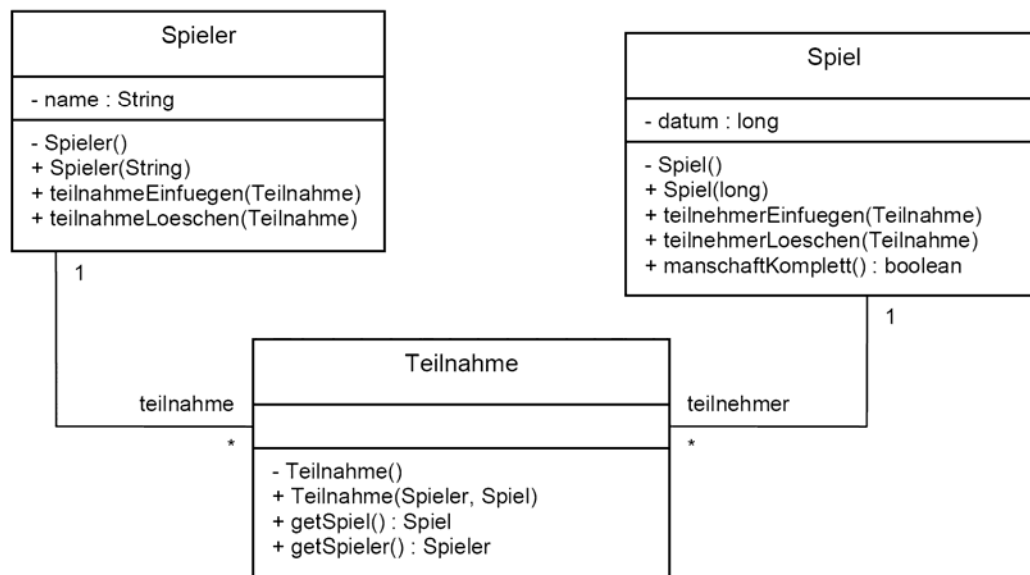 Spieler
- name : String
- Spieler()
+ Spieler(String)
+ teilnahmeEinfuegen(Teilnahme)
+ teilnahmeLoeschen(Teilnahme)
1
Spiel
- datum : long
- Spiel()
+ Spiel(long)
+ teilnehmerEinfuegen(Teilnahme)
+ teilnehmerLoeschen(Teilnahme)
+ manschaftKomplett() : boolean
1
teilnahme
*
Teilnahme
- Teilnahme()
+ Teilnahme(Spieler, Spiel)
+ getSpiel() : Spiel
+ getSpieler() : Spieler
teilnehmer
*